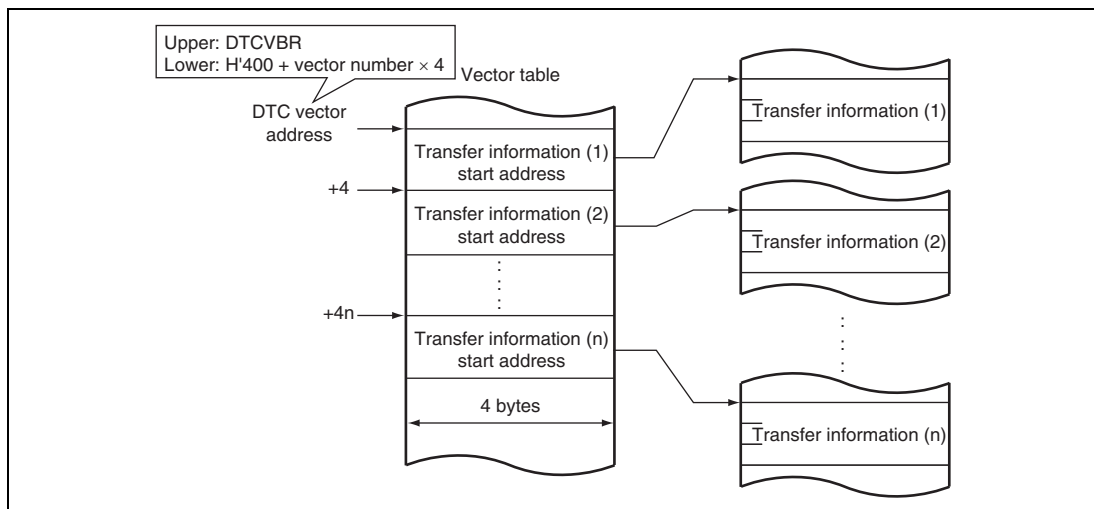 Upper: DTCVBR
Lower: H'400 + vector number × 4
Vector table
DTC vector
address
Transfer information (1)
start address
+4
Transfer information (2)
start address
+4n
Transfer information (n)
start address
4 bytes
Transfer information (1)
Transfer information (2)
Transfer information (n)